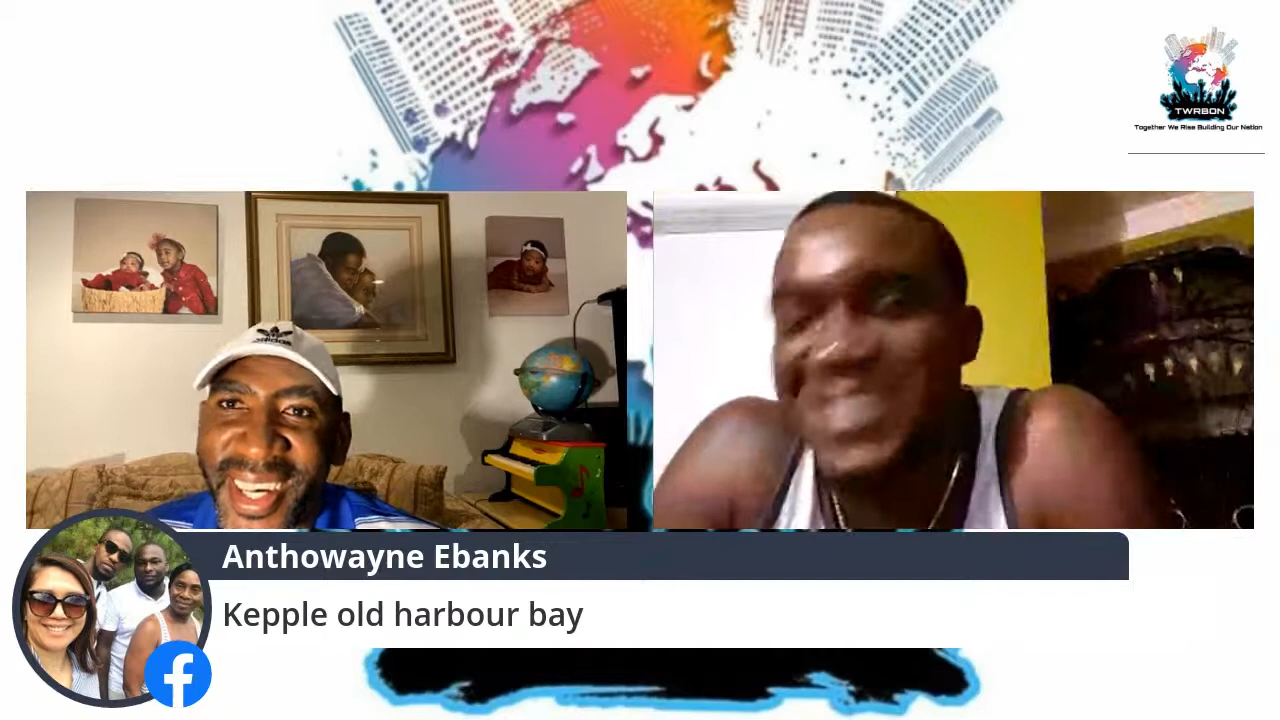 TWRBON
Together We Rise Building Our Nation
adidas
Anthowayne Ebanks
Kepple old harbour bay